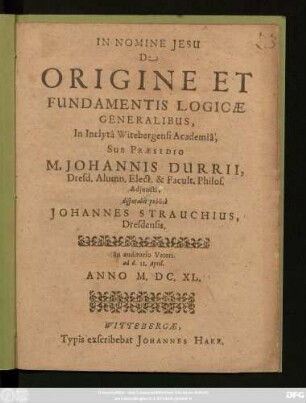 IN NOMINE JESU
De
ORIGINE ET
FUNDAMENTIS LOGICÆ
GENERALIBUS,
In Inclytâ Witebergensi Academiâ,
SUB PRÆSIDIO
M. JOHANNIS DURRII,
Dresd. Alumn. Elect. & Facult. Philos.
Adjuncti,
disputabit publicè
JOHANNES STRAUCHIUS,
Dresdensis.
In auditorio Veteri.
ad d. April.
ANNO M. DC. XL.
WITTEBERGÆ,
Typis exscribebat JOHANNES HAKE.